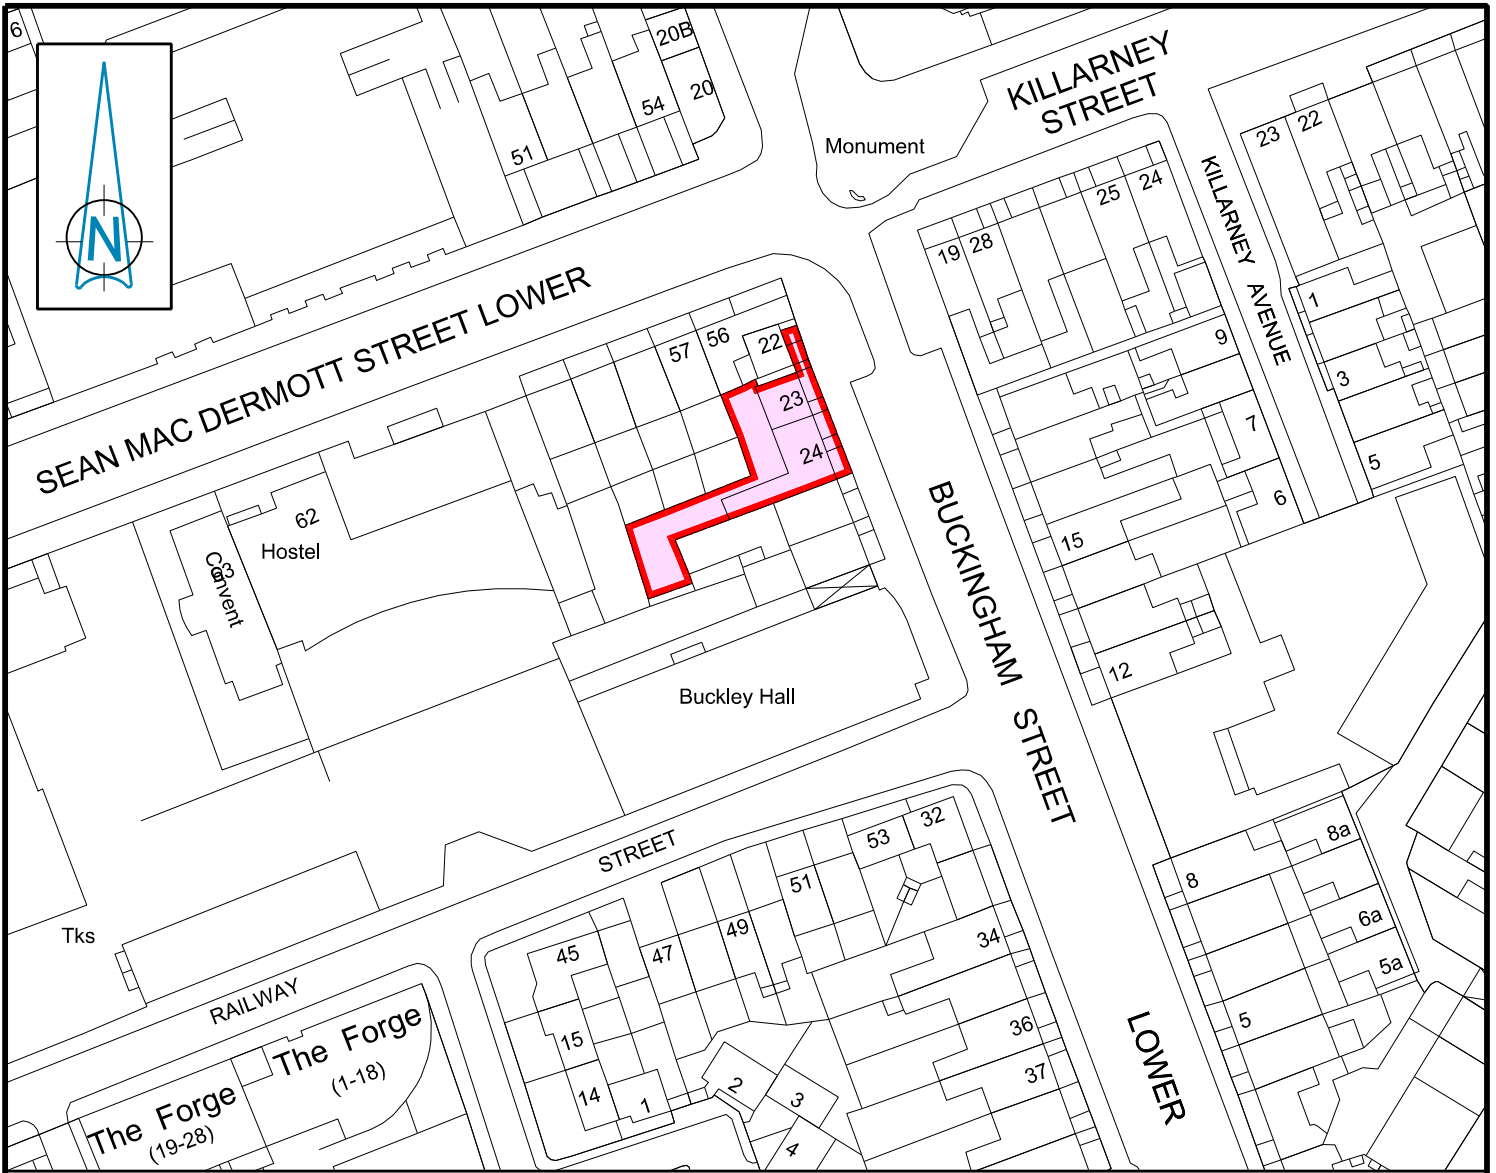 6
20B
20
54
51
N
Monument
KILLARNEY
STREET
23
22
KILLARNEY AVENUE
24
25
28
19
1
3
5
9
7
6
15
12
SEAN MAC DERMOTT STREET LOWER
57
56
22
23
24
62
Hostel
63
Convent
Buckley Hall
BUCKINGHAM STREET
LOWER
Tks
RAILWAY
STREET
The Forge
(1-18)
The Forge
(19-28)
45
47
49
51
53
32
34
36
37
15
14
1
2
3
4
8
8a
6a
5a
5